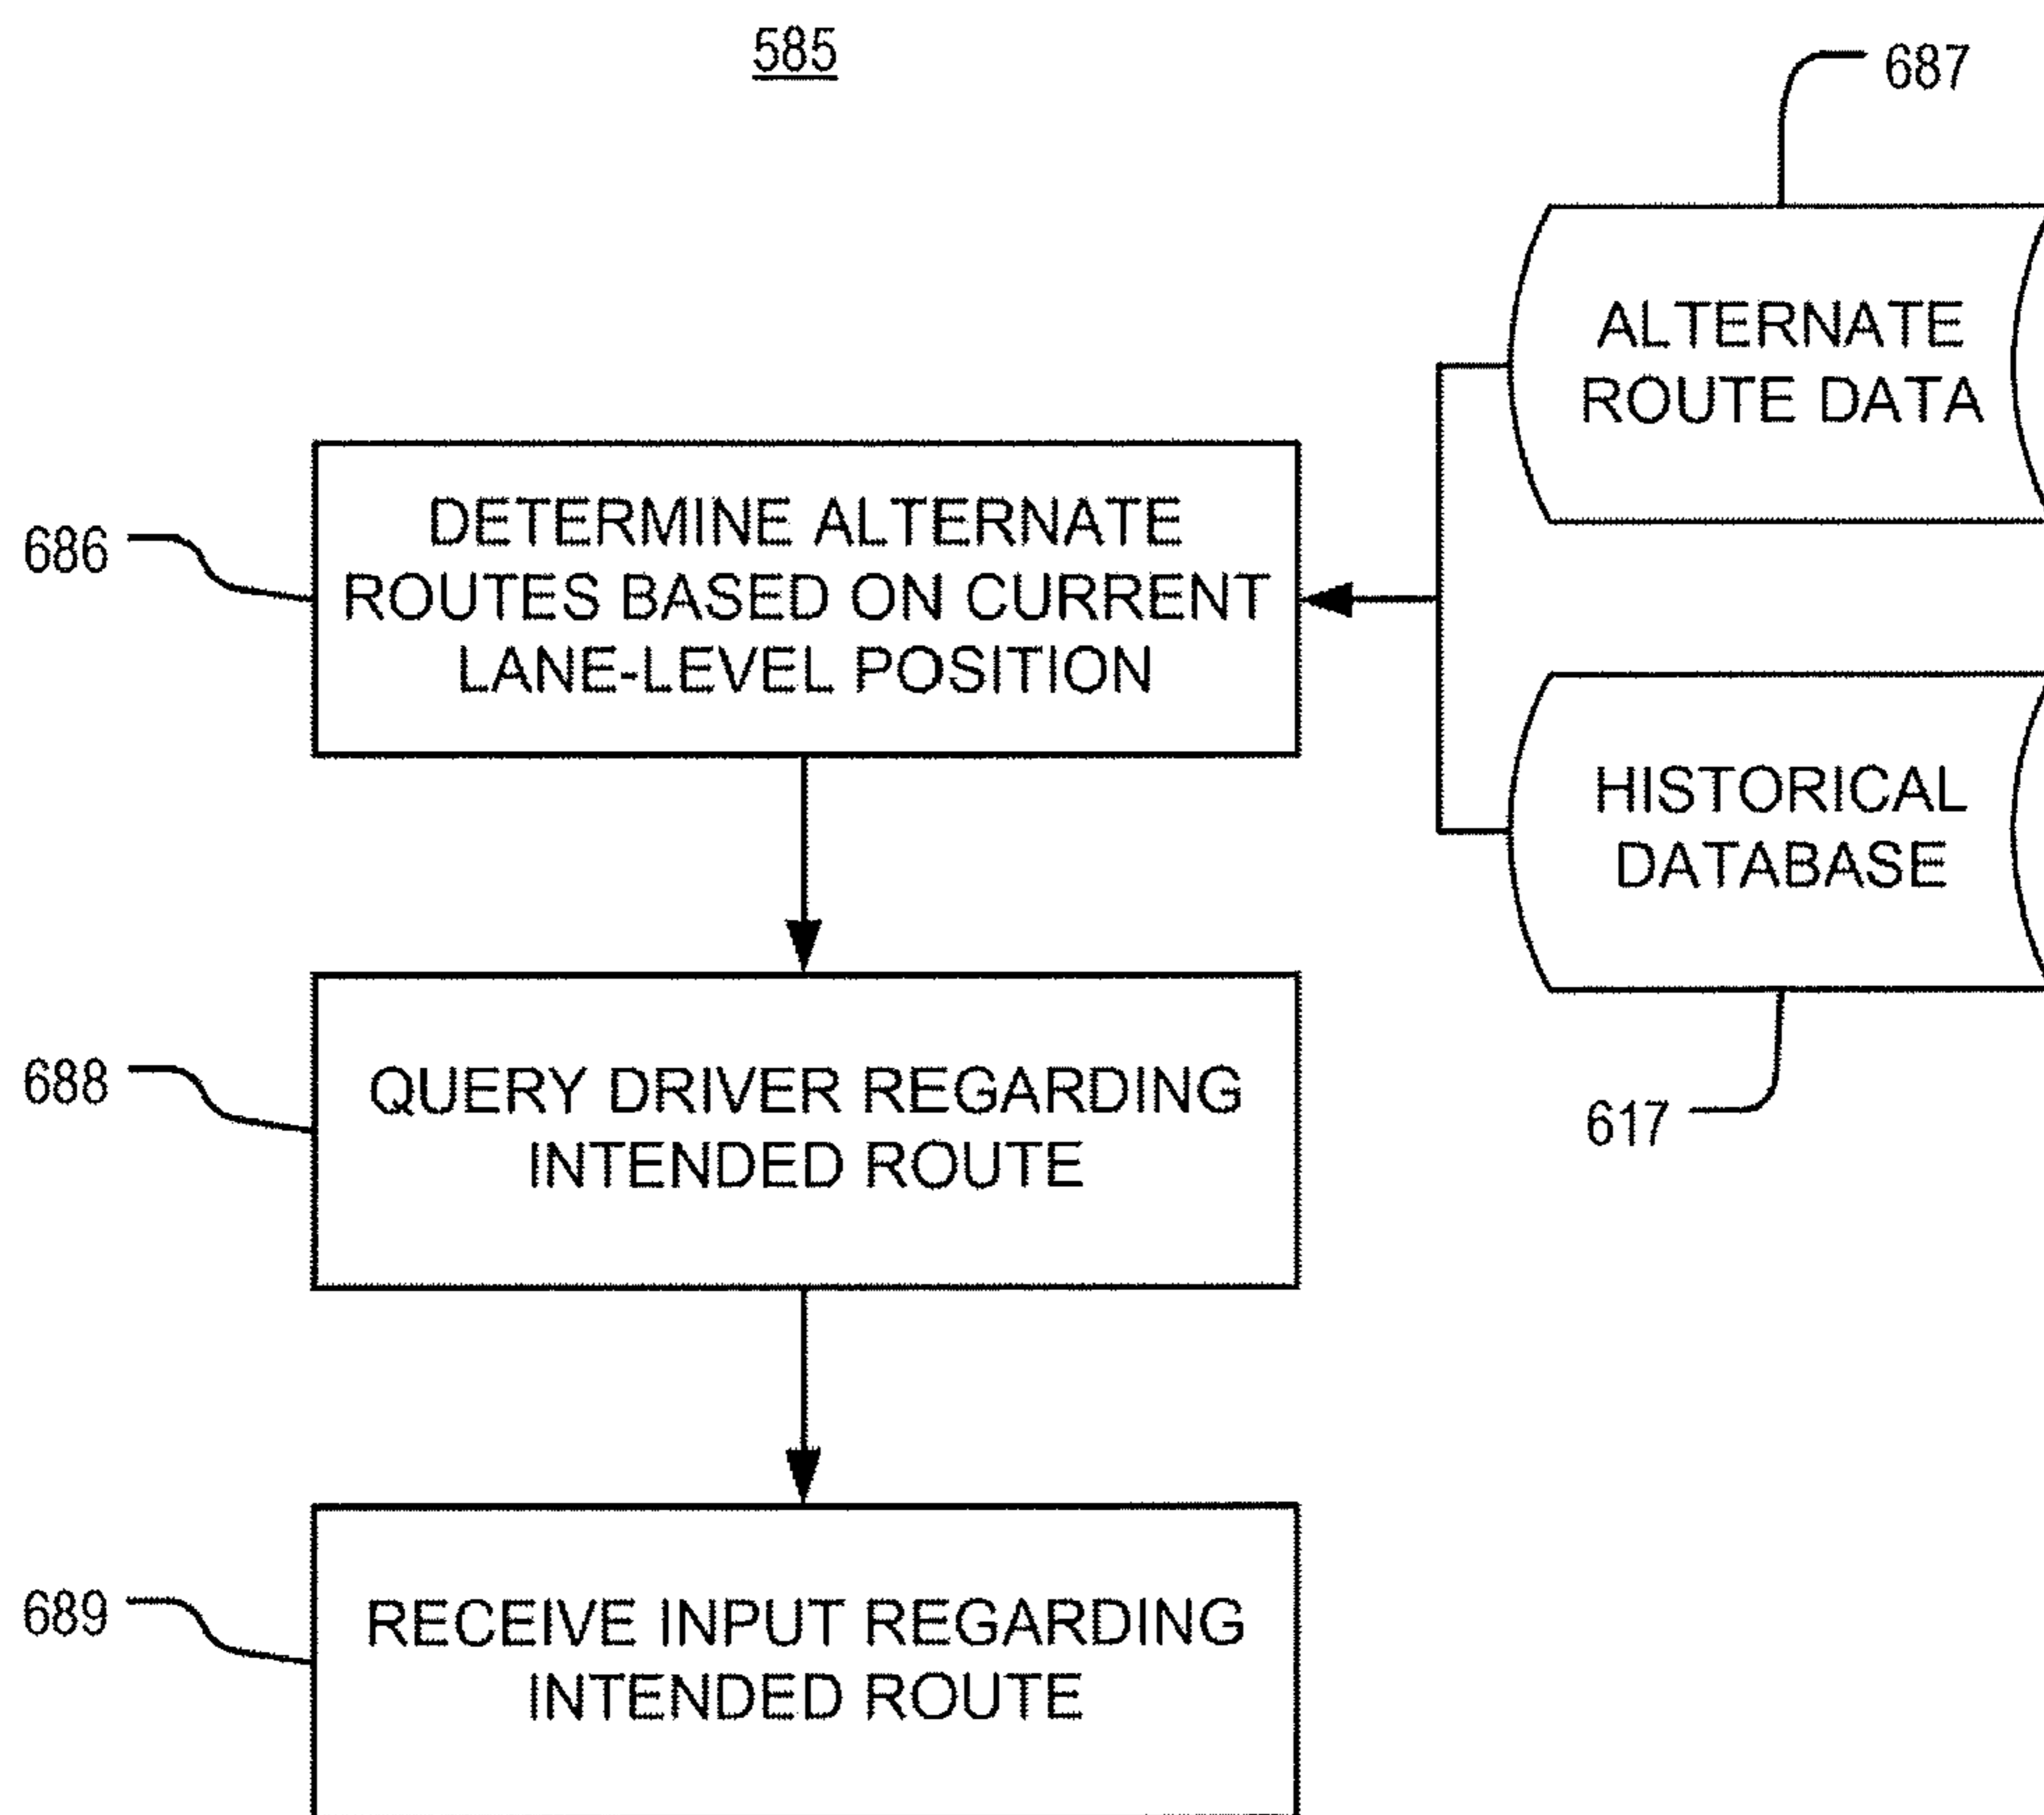 585
687
ALTERNATE
ROUTE DATA
686
DETERMINE ALTERNATE
ROUTES BASED ON CURRENT
LANE-LEVEL POSITION
HISTORICAL
DATABASE
617
688
QUERY DRIVER REGARDING
INTENDED ROUTE
689
RECEIVE INPUT REGARDING
INTENDED ROUTE